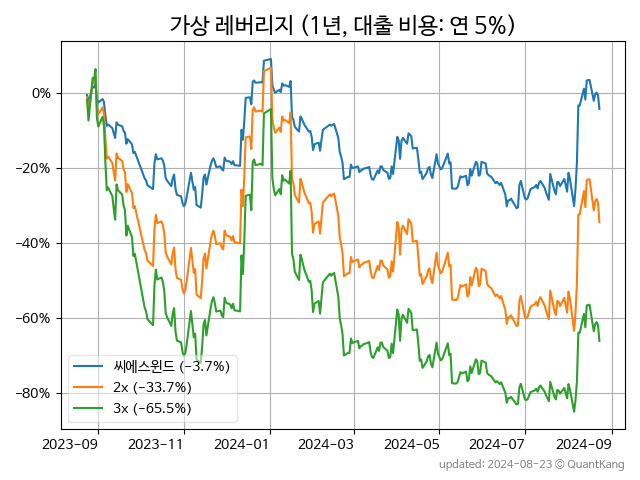 가상 레버리지 (1년, 대출 비용: 연 5%)
0%
−20%
−40%
−60%
−80%
씨에스윈드 (−3.7%)
2x (−33.7%)
3x (−65.5%)
2023-09 2023-11 2024-01 2024-03 2024-05 2024-07 2024-09
updated: 2024-08-23 © QuantKang